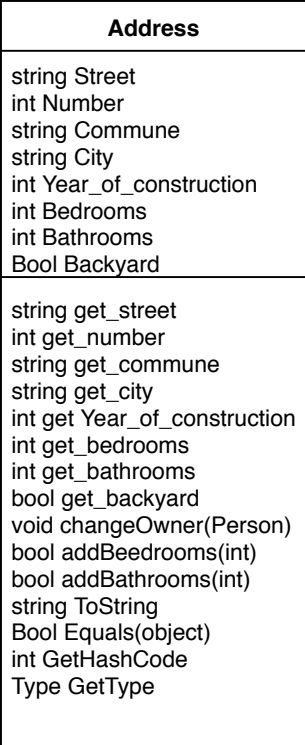 Address
string Street
int Number
string Commune
string City
int Year_of_construction
int Bedrooms
int Bathrooms
Bool Backyard
string get_street
int get_number
string get_commune
string get_city
int get Year_of_construction
int get_bedrooms
int get_bathrooms
bool get_backyard
void changeOwner(Person)
bool addBeedrooms(int)
bool addBathrooms(int)
string ToString
Bool Equals(object)
int GetHashCode
Type GetType